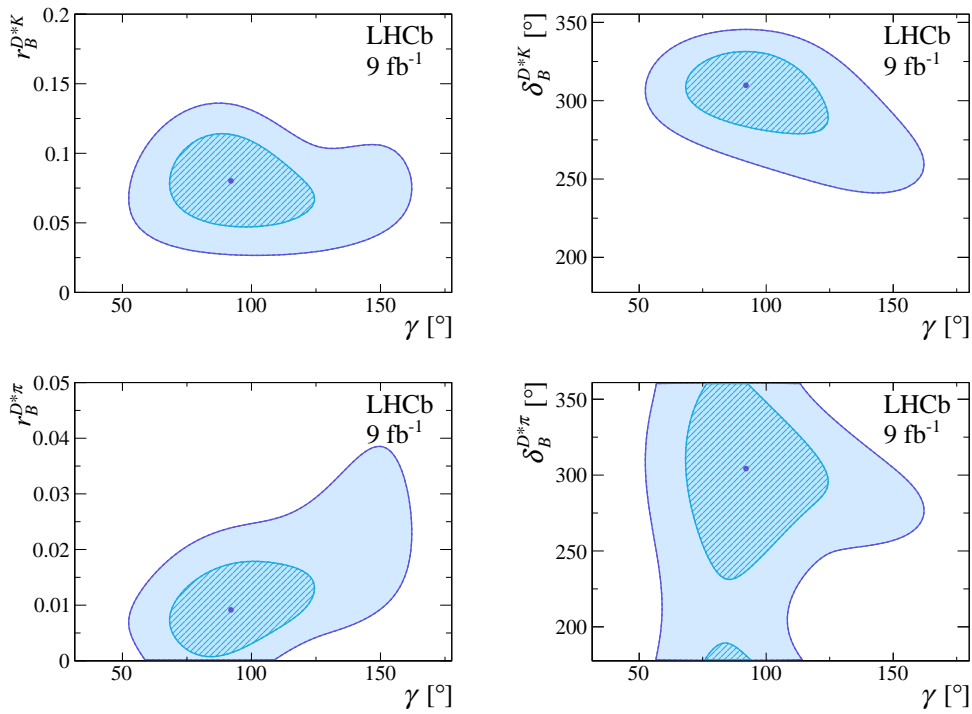 r_B^{D*K}
0.2
0.15
0.1
0.05
0
LHCb
9 fb⁻¹
50
100
150
γ [°]
δ_B^{D*K} [°]
350
300
250
200
LHCb
9 fb⁻¹
50
100
150
γ [°]
r_B^{D*π}
0.05
0.04
0.03
0.02
0.01
0
LHCb
9 fb⁻¹
50
100
150
γ [°]
δ_B^{D*π} [°]
350
300
250
200
LHCb
9 fb⁻¹
50
100
150
γ [°]